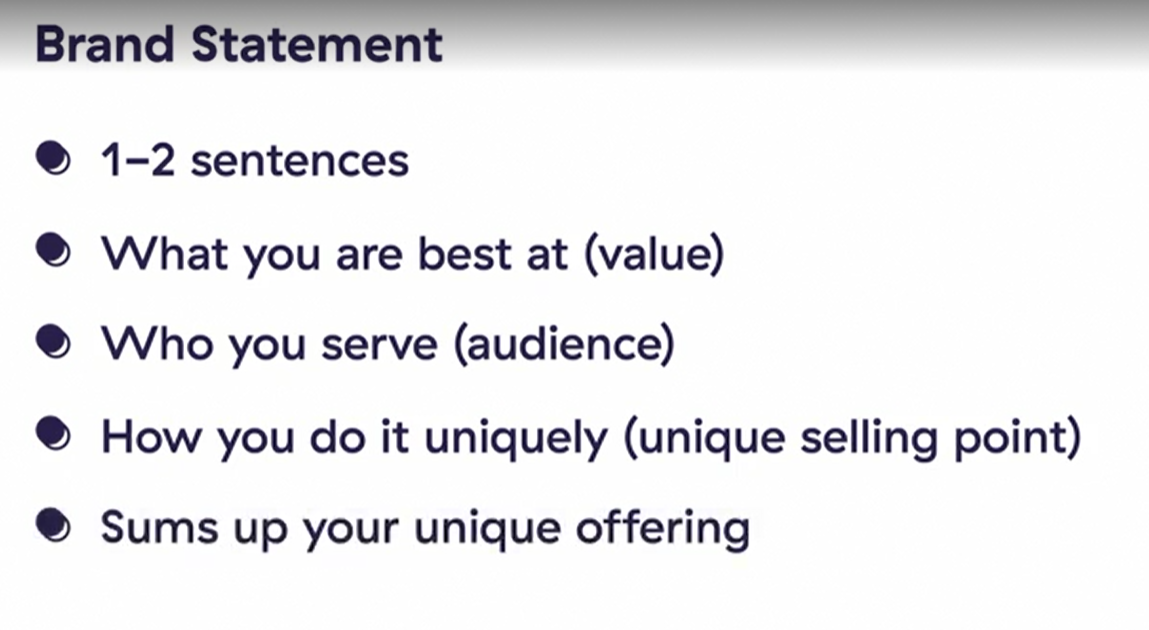 Brand Statement
1–2 sentences
What you are best at (value)
Who you serve (audience)
How you do it uniquely (unique selling point)
Sums up your unique offering